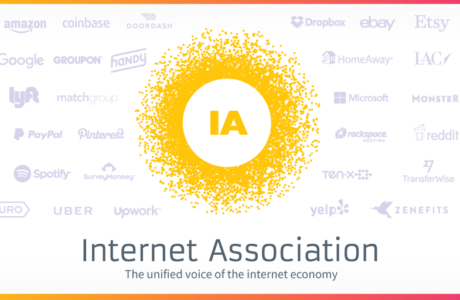 amazon coinbase DOORDASH Dropbox ebay Etsy
Google GROUPON handy HomeAway IAC
lyft matchgroup IA Microsoft MONSTER
PayPal Pinterest rackspace HOSTING reddit
Spotify SurveyMonkey TEN-X TransferWise
URO UBER Upwork yelp ZENEFITS
Internet Association
The unified voice of the internet economy